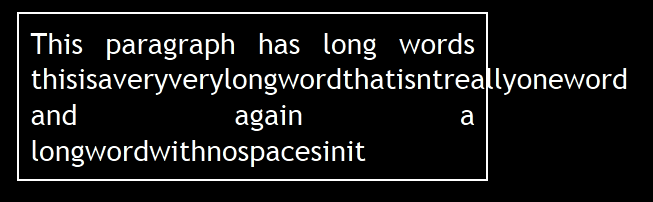 This paragraph has long words
thisisaveryverylongwordthatisntreallyoneword
and again a
longwordwithnospacesinit